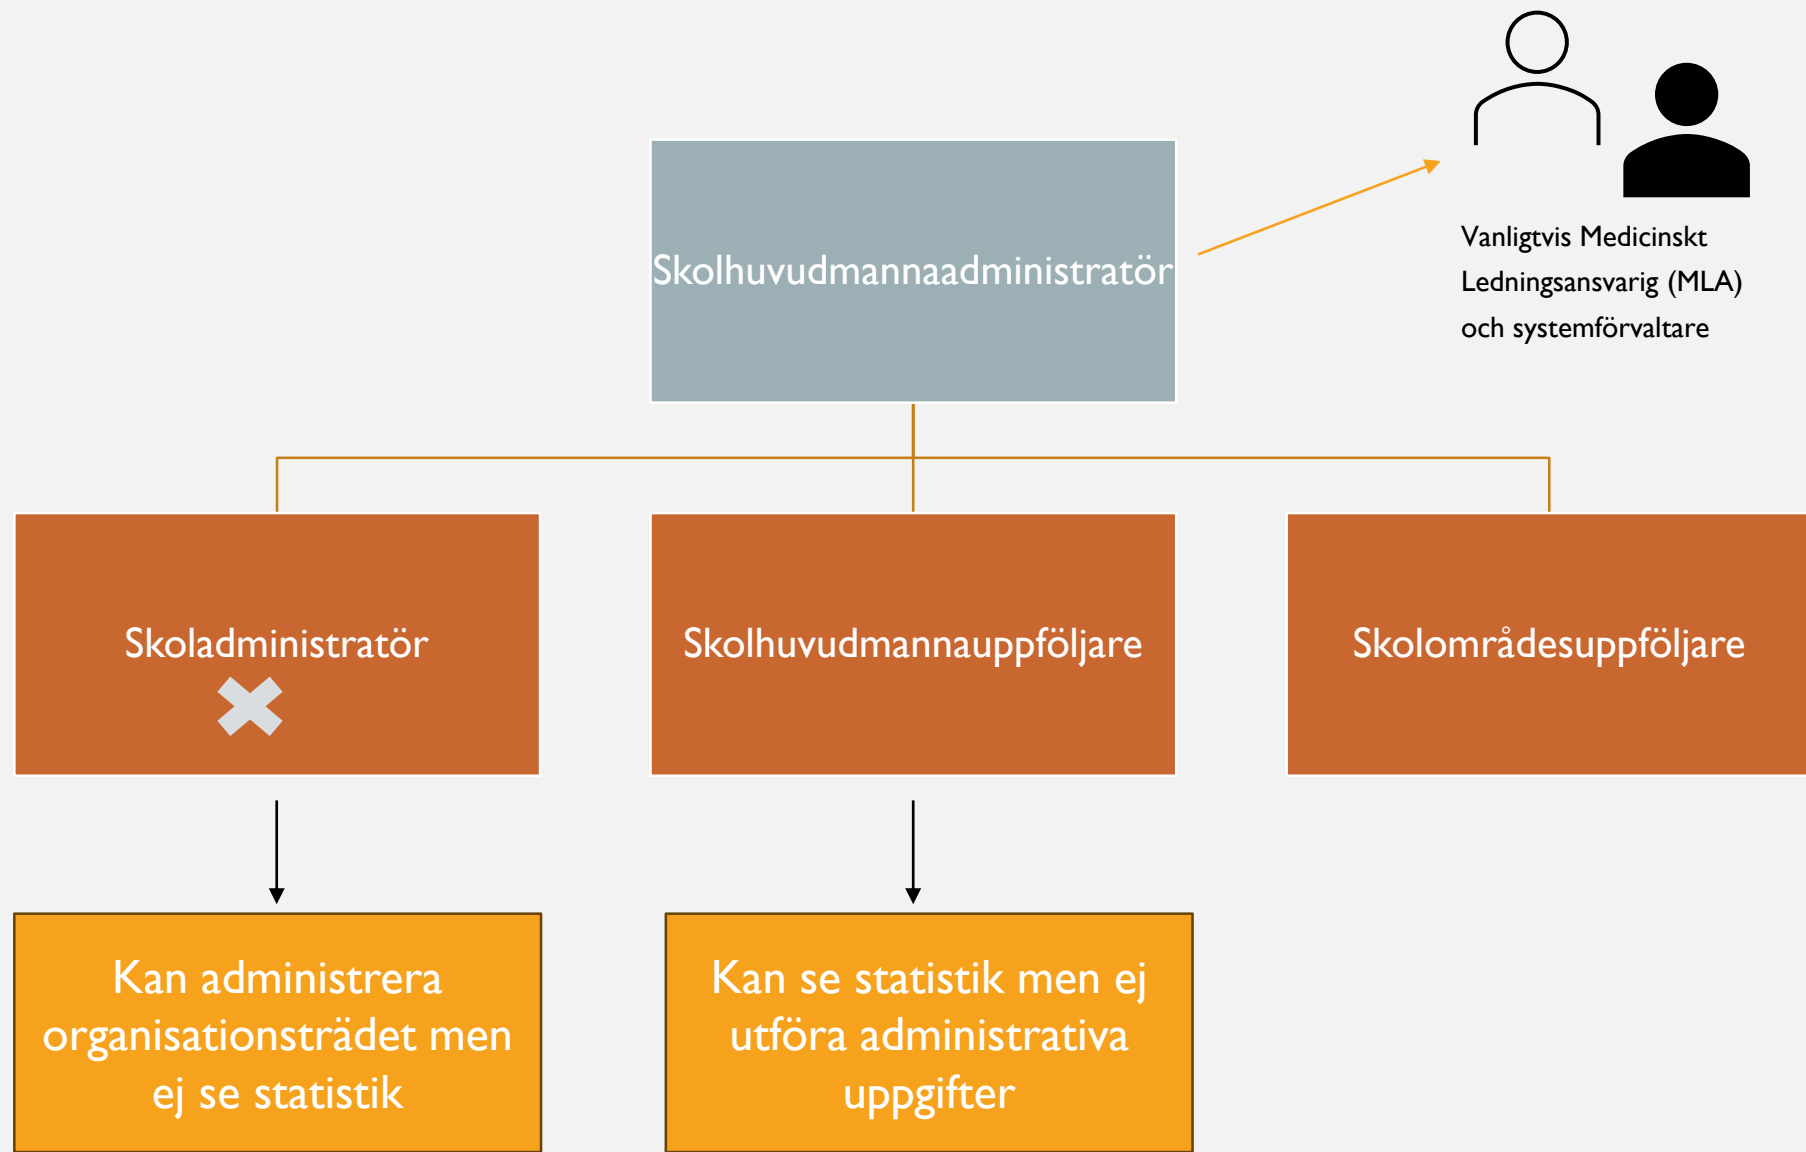 Vanligtvis Medicinskt
Ledningsansvarig (MLA)
och systemförvaltare
Skolhuvudmannaadministratör
Skoladministratör
Skolhuvudmannauppföljare
Skolområdesuppföljare
Kan administrera
organisationsträdet men
ej se statistik
Kan se statistik men ej
utföra administrativa
uppgifter